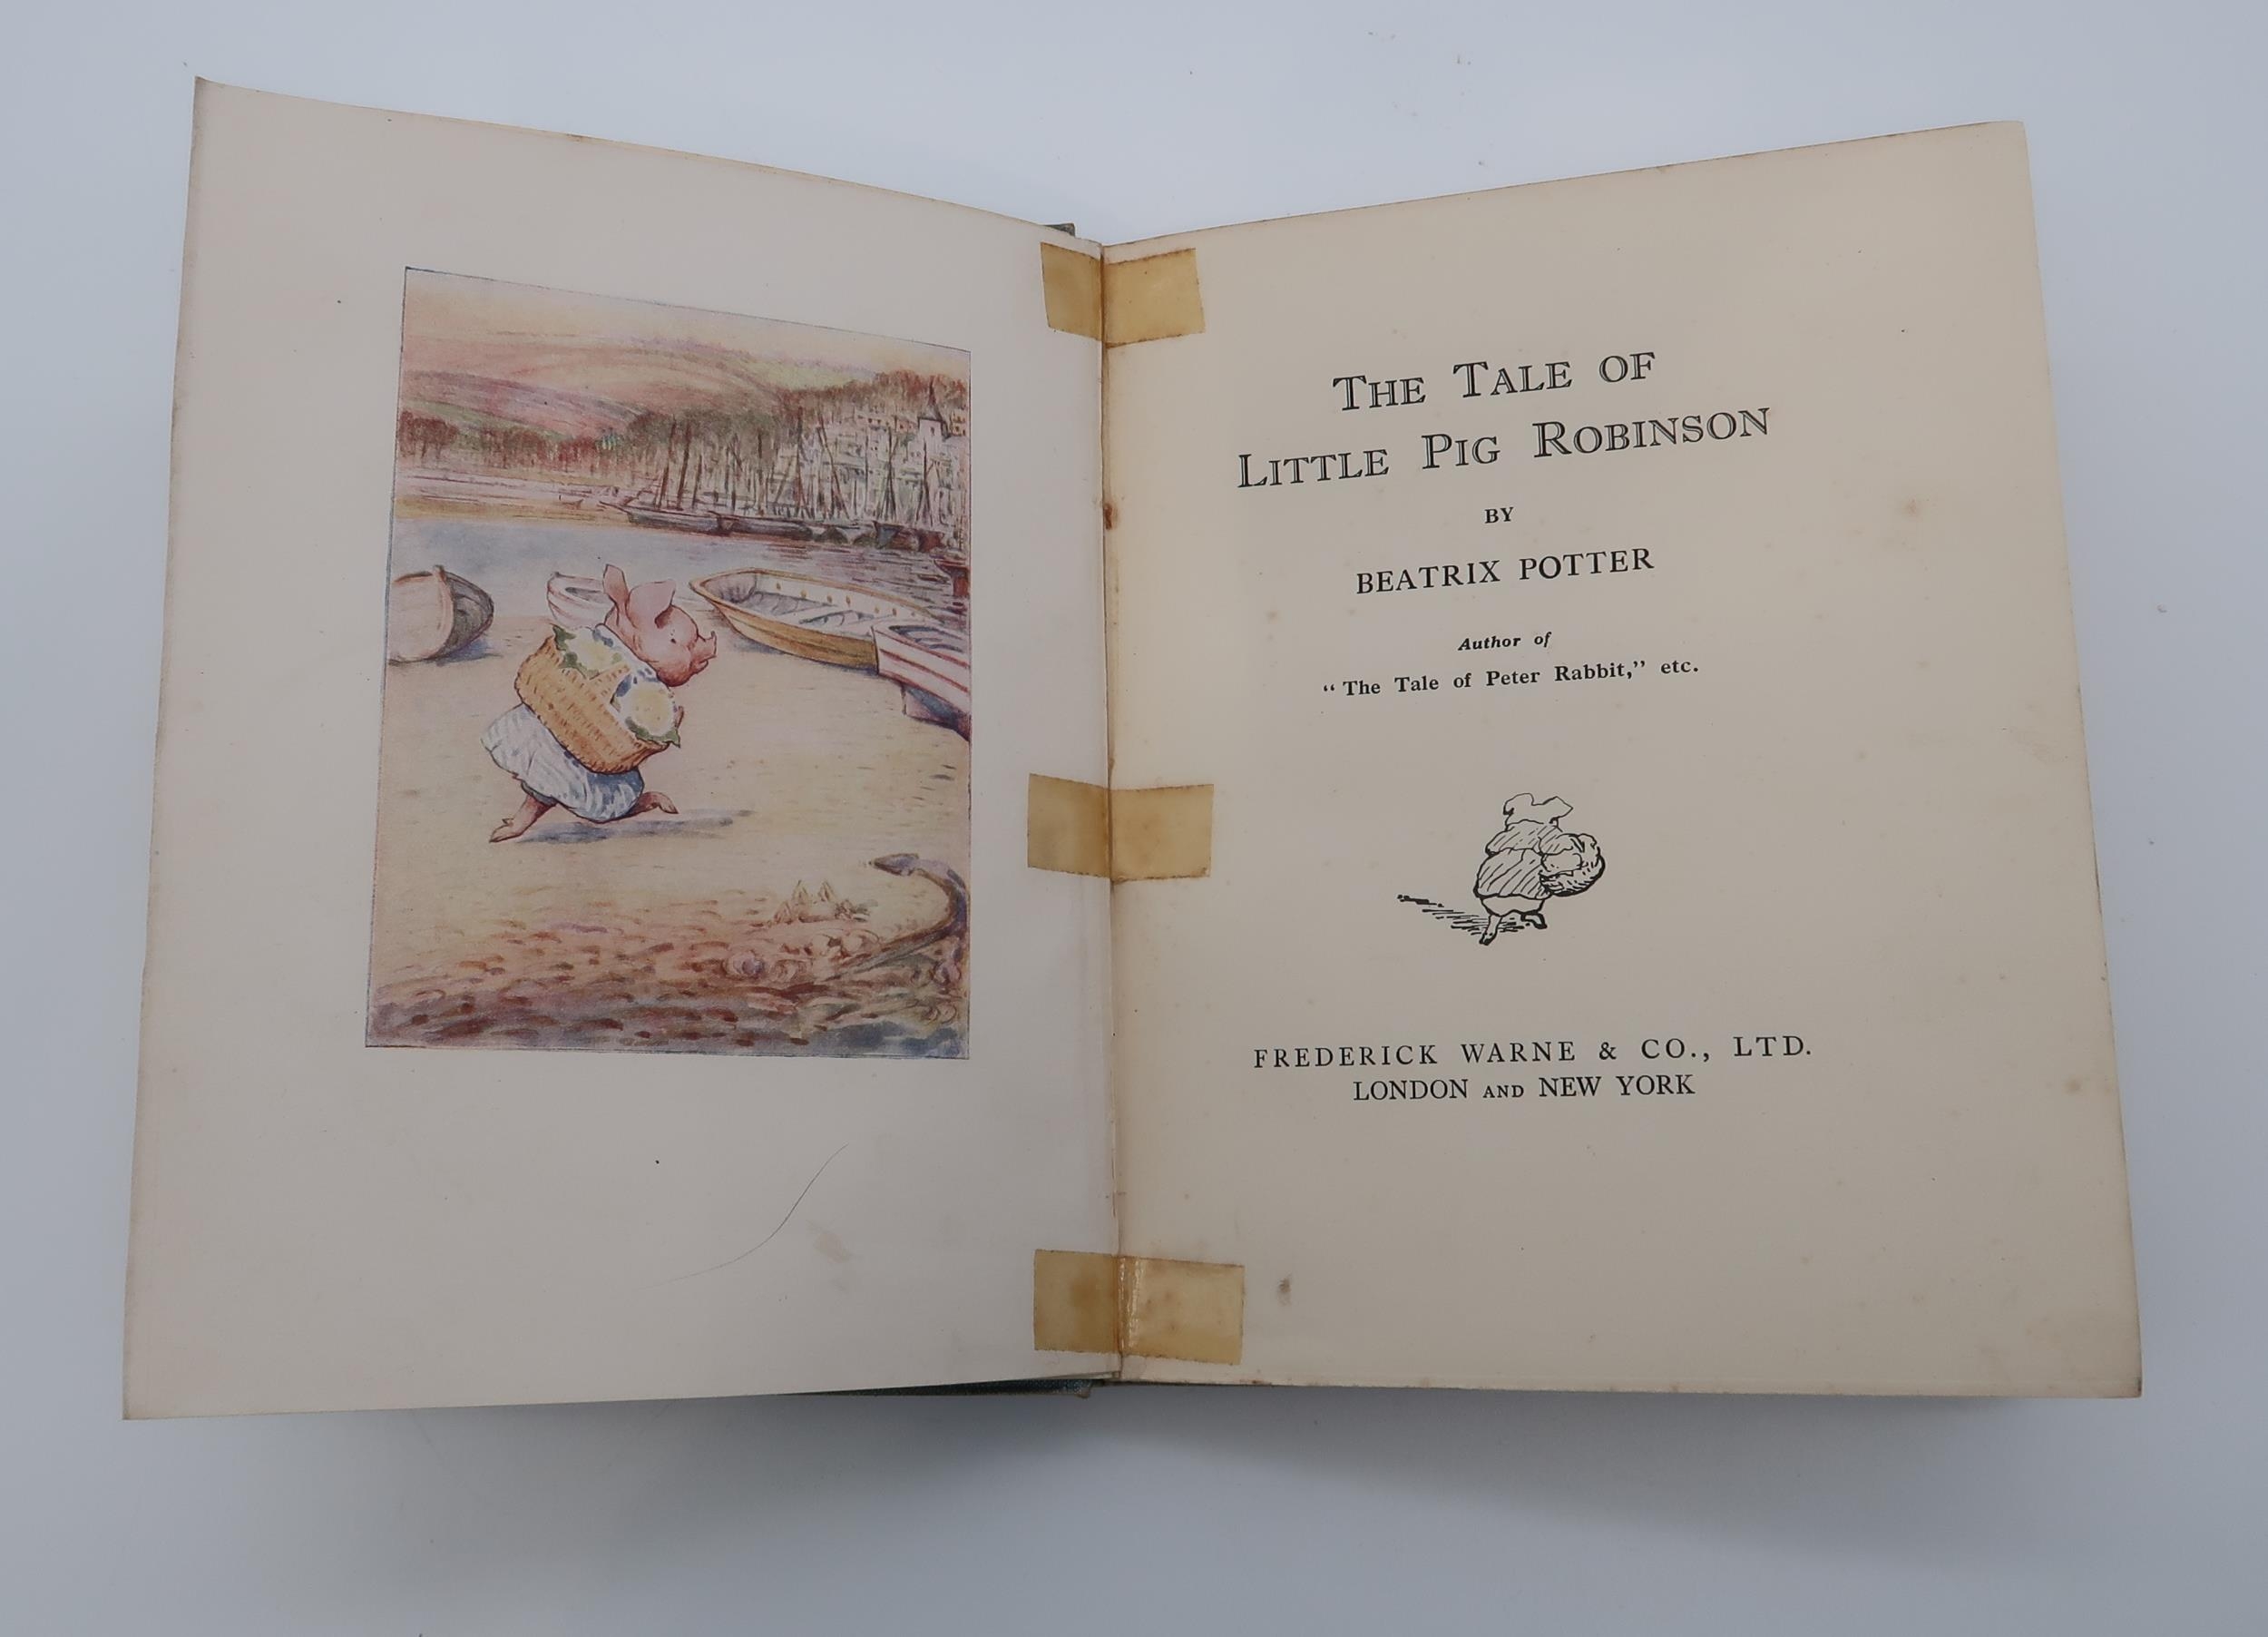 The Tale of
Little Pig Robinson
BY
BEATRIX POTTER
Author of
“The Tale of Peter Rabbit,” etc.
FREDERICK WARNE & CO., LTD.
LONDON AND NEW YORK